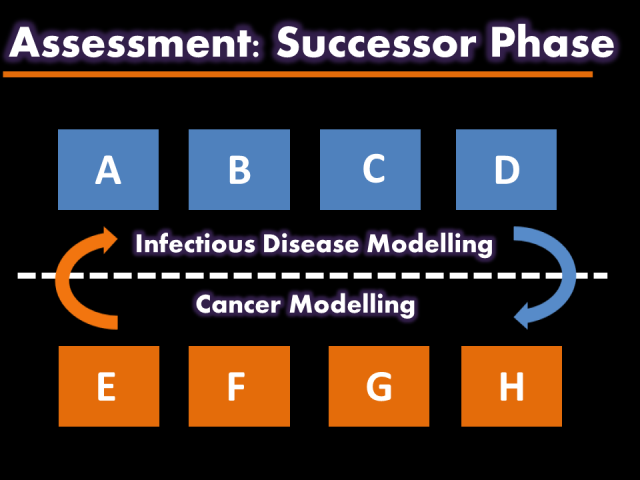 Assessment: Successor Phase
A B C D
Infectious Disease Modelling
Cancer Modelling
E F G H